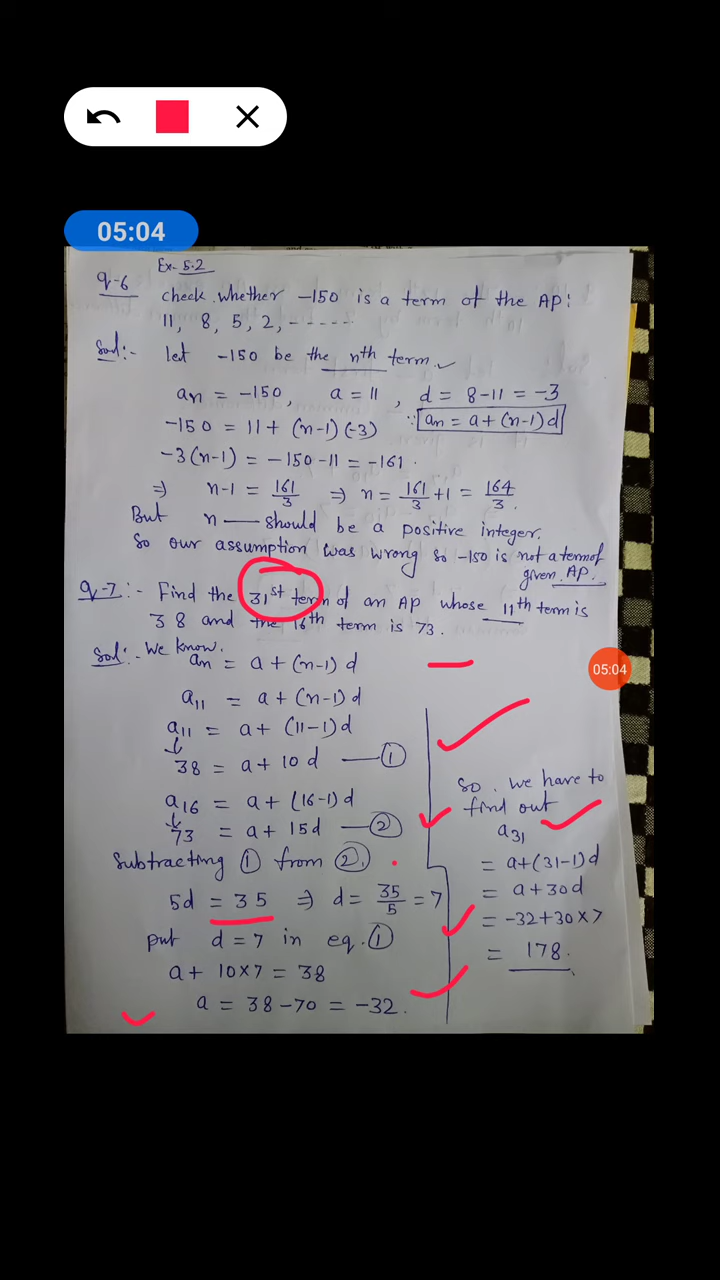 05:04
Ex- 5.2
Q-6 check whether -150 is a term of the AP:
11, 8, 5, 2, - - - - -
Sol:- let -150 be the nth term.
an = -150, a = 11, d = 8-11 = -3
-150 = 11 + (n-1)(-3) ∵ an = a+(n-1)d
-3(n-1) = -150-11 = -161.
⇒ n-1 = 161/3 ⇒ n = 161/3 +1 = 164/3.
But n — should be a positive integer.
So our assumption was wrong so -150 is not a term of
given AP.
Q-7:- Find the 31st term of an AP whose 11th term is
38 and the 16th term is 73.
Sol:- We know.
an = a+(n-1)d
05:04
a11 = a+(n-1)d
a11 = a+(11-1)d
38 = a+10d — ①
a16 = a+(16-1)d
73 = a+15d — ②
Subtracting ① from ②.
5d = 35 ⇒ d = 35/5 = 7
put d = 7 in eq. ①
a+ 10×7 = 38
a = 38-70 = -32.
So. we have to
find out
a31
= a+(31-1)d
= a+30d
= -32+30×7
= 178.